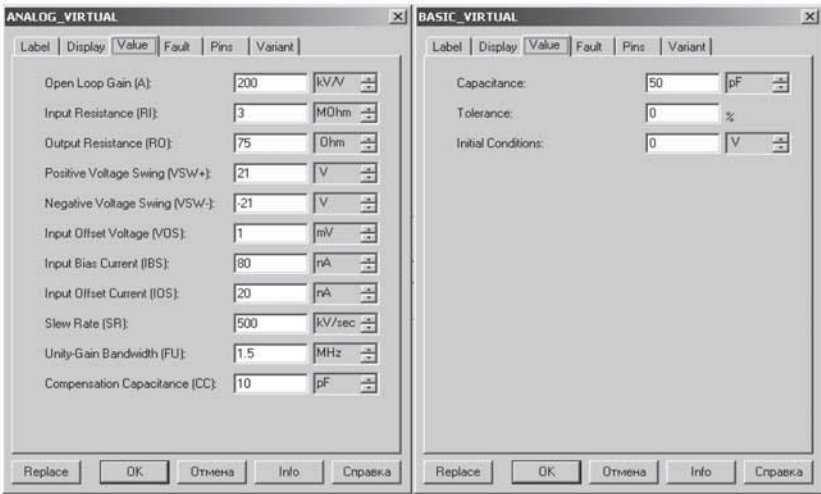 ANALOG_VIRTUAL
Label Display Value Fault Pins Variant
Open Loop Gain (A): 200 kV/V
Input Resistance (RI): 3 MOhm
Output Resistance (RO): 75 Ohm
Positive Voltage Swing (VSW+): 21 V
Negative Voltage Swing (VSW-): -21 V
Input Offset Voltage (VOS): 1 mV
Input Bias Current (IBS): 80 nA
Input Offset Current (IOS): 20 nA
Slew Rate (SR): 500 kV/sec
Unity-Gain Bandwidth (FU): 1.5 MHz
Compensation Capacitance (CC): 10 pF
Replace OK Отмена Info Справка
BASIC_VIRTUAL
Label Display Value Fault Pins Variant
Capacitance: 50 pF
Tolerance: 0 %
Initial Conditions: 0 V
Replace OK Отмена Info Справка